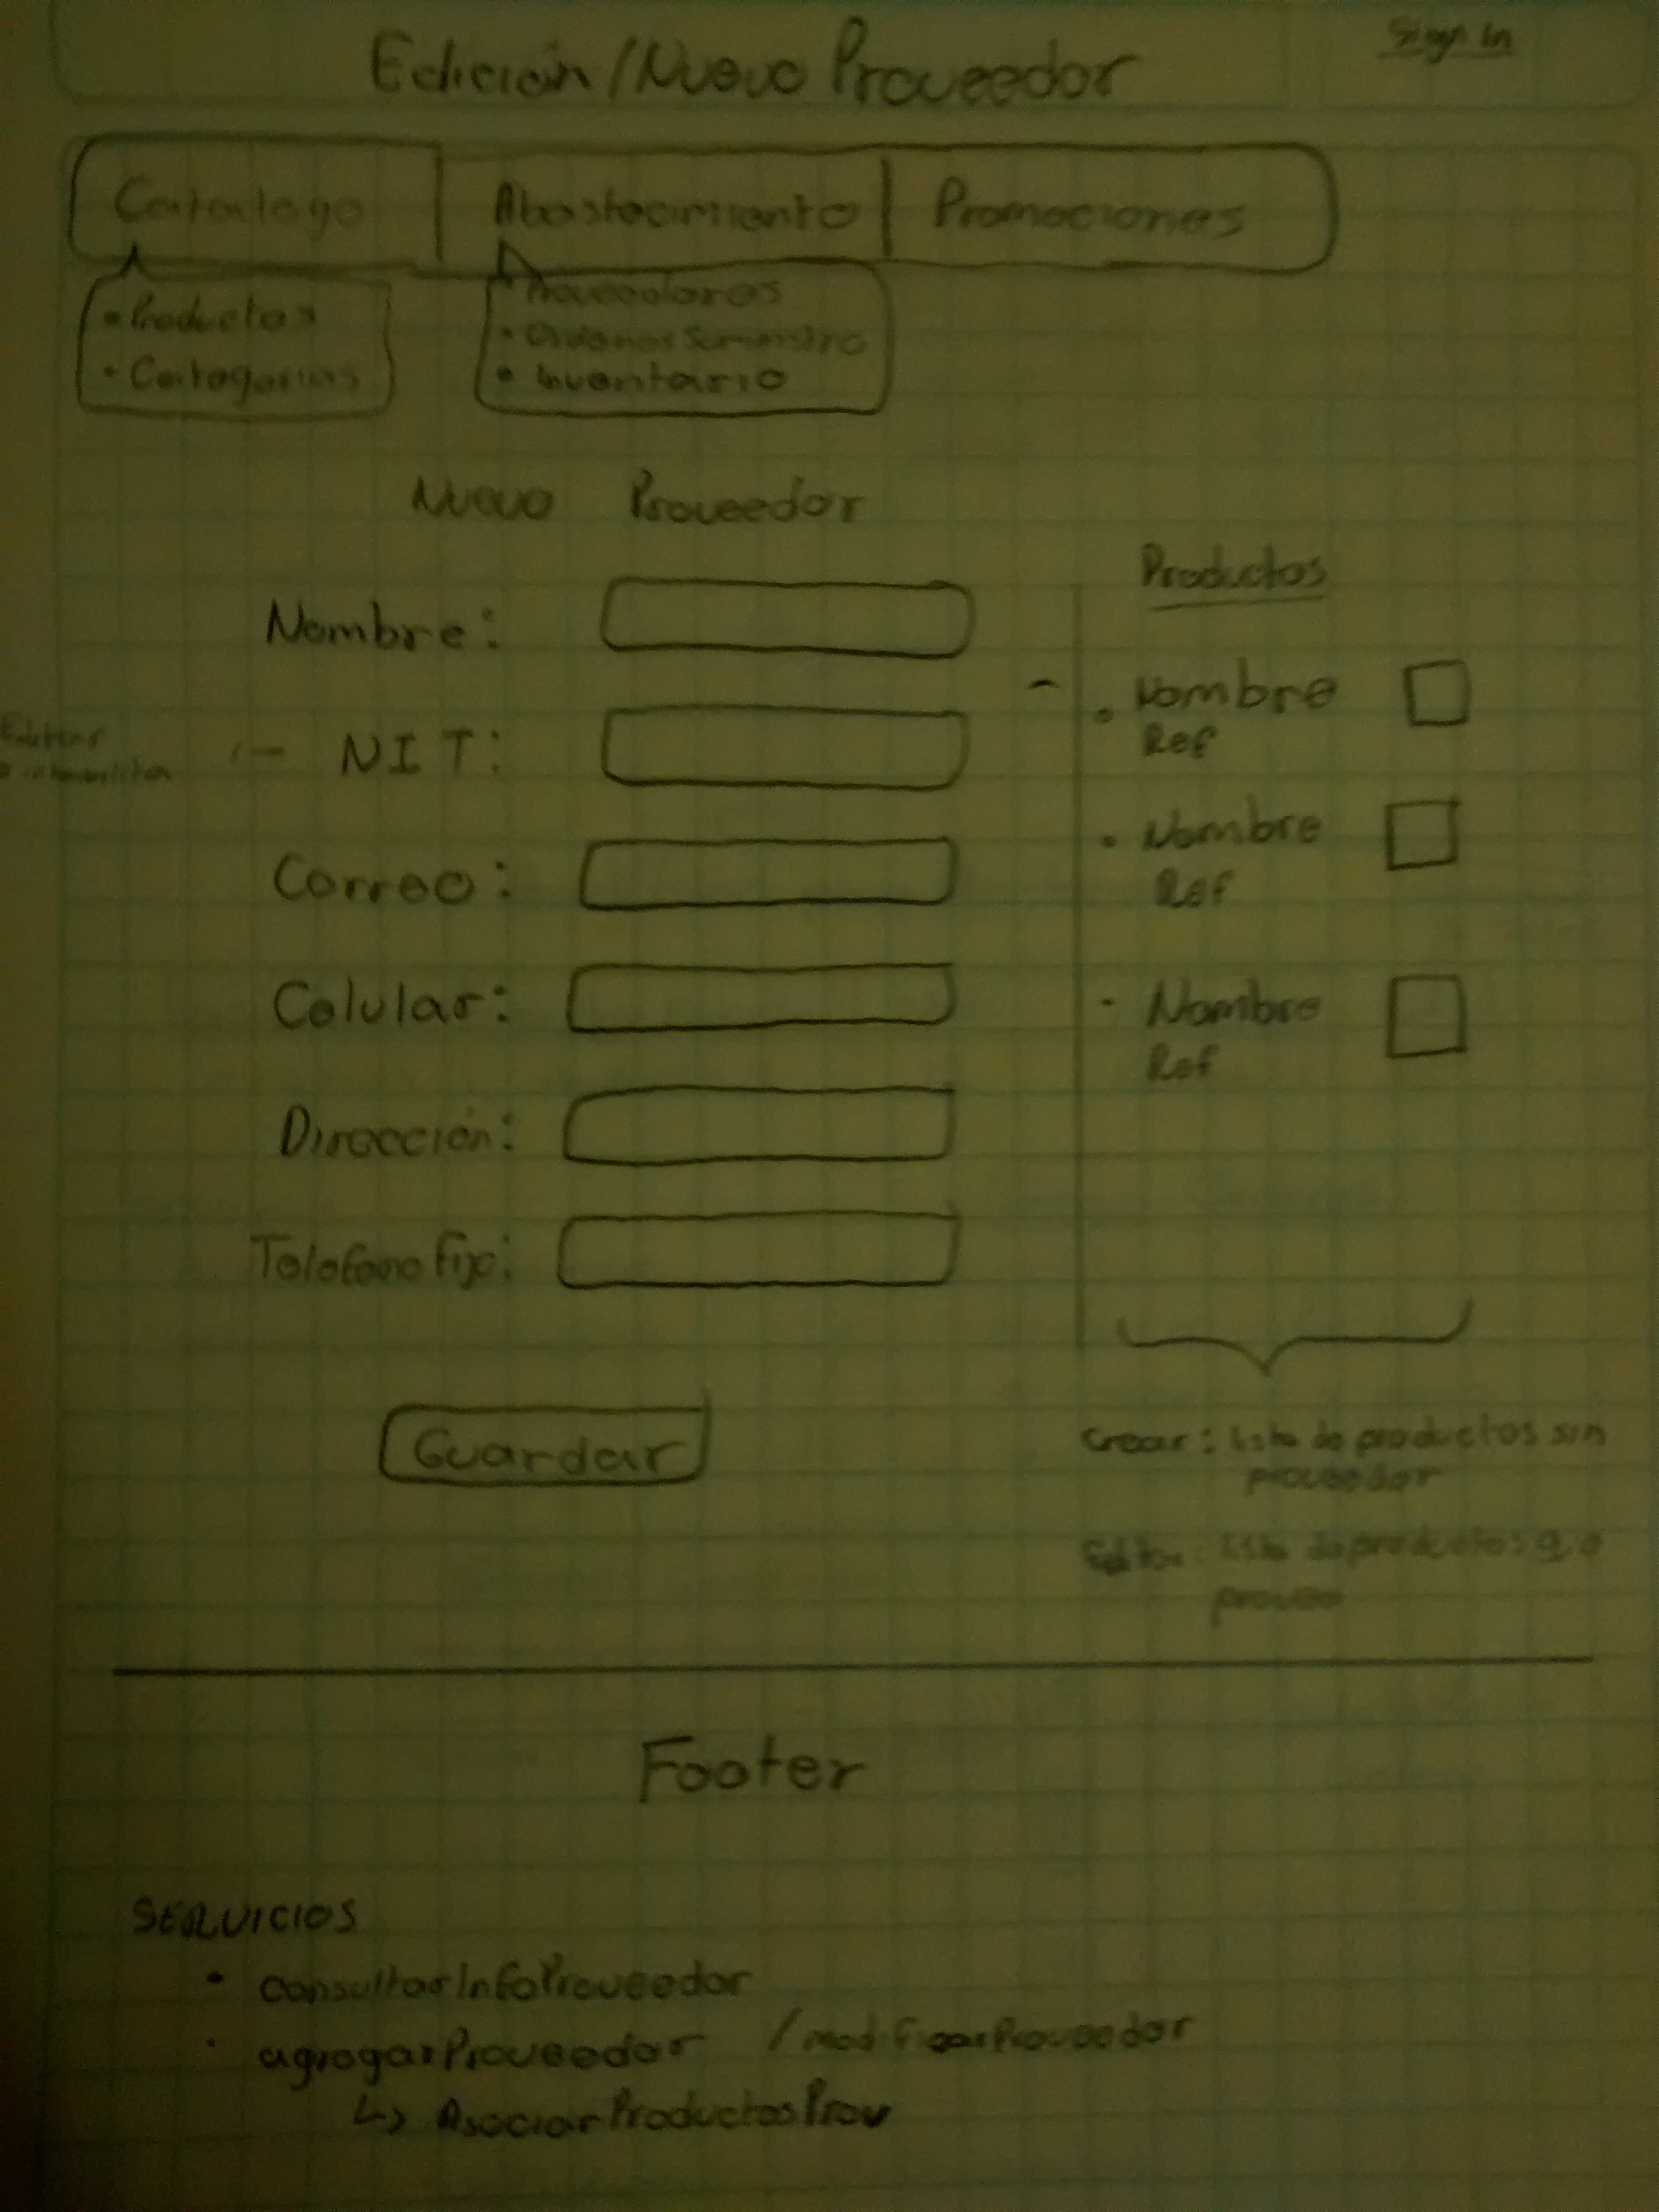 Edición/Nuevo Proveedor
Sign In
Catalogo
Abastecimiento
Promociones
• Productos
• Categorias
• Proveedores
• Ordenes Suministro
• Inventario
Nuevo Proveedor
Productos
Nombre:
• Nombre
Ref
Editar
NIT:
• Nombre
Ref
Correo:
Celular:
• Nombre
Ref
Dirección:
Telefono fijo:
Guardar
Crear: lista de productos sin
proveedor
Editar: lista de productos q
provee
Footer
SERVICIOS
• consultarInfoProveedor
• agregarProveedor / modificarProveedor
↳ AsociarProductosProv